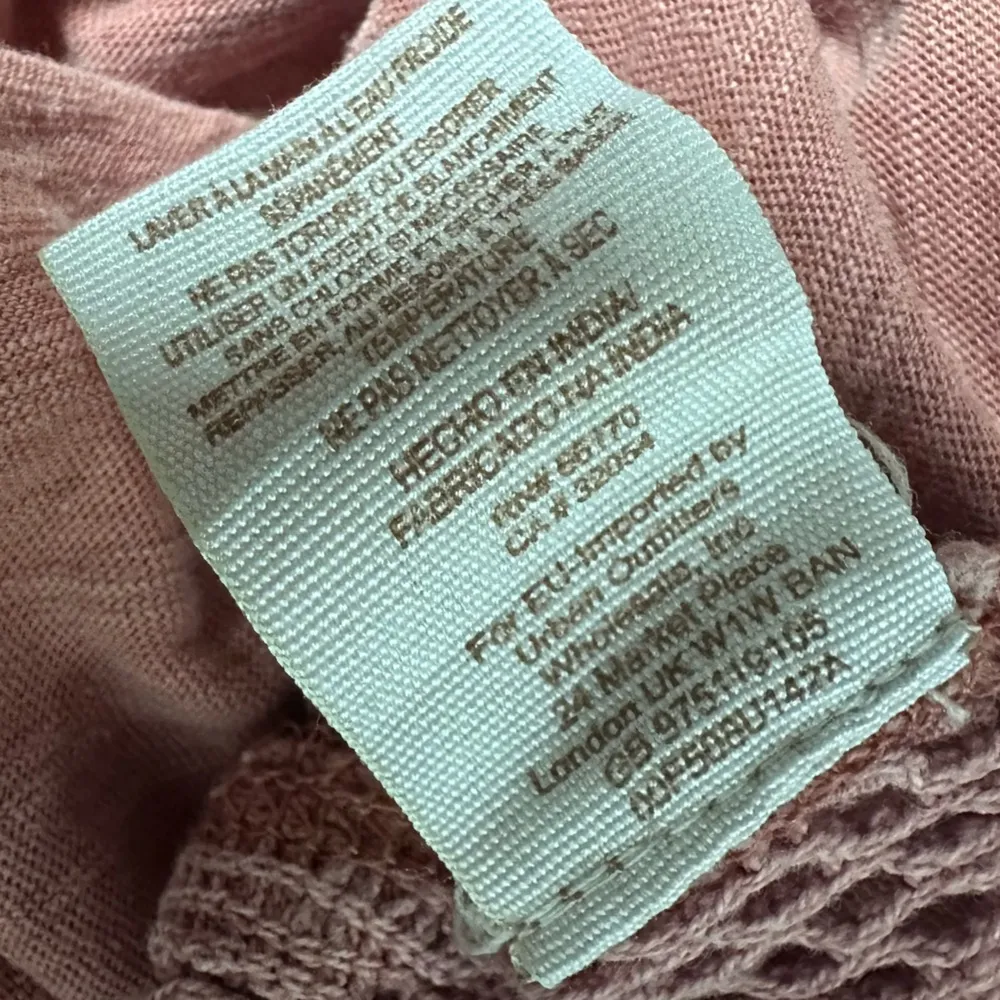 LAVER À LA MAIN À L'EAU FROIDE
SÉPARÉMENT
NE PAS TORDRE OU ESSORER
UTILISER UN AGENT DE BLANCHIMENT
SANS CHLORE SI NÉCESSAIRE
METTRE EN FORME ET SÉCHER À PLAT
REPASSER, AU BESOIN, À TRÈS BASSE
TEMPÉRATURE
NE PAS NETTOYER À SEC
HECHO EN INDIA/
FABRICADO NA INDIA
RN# 66170
CA # 32054
For EU-Imported by
Urban Outfitters
Wholesale, Inc
24 Market Place
London UK W1W 8AN
GB 975119105